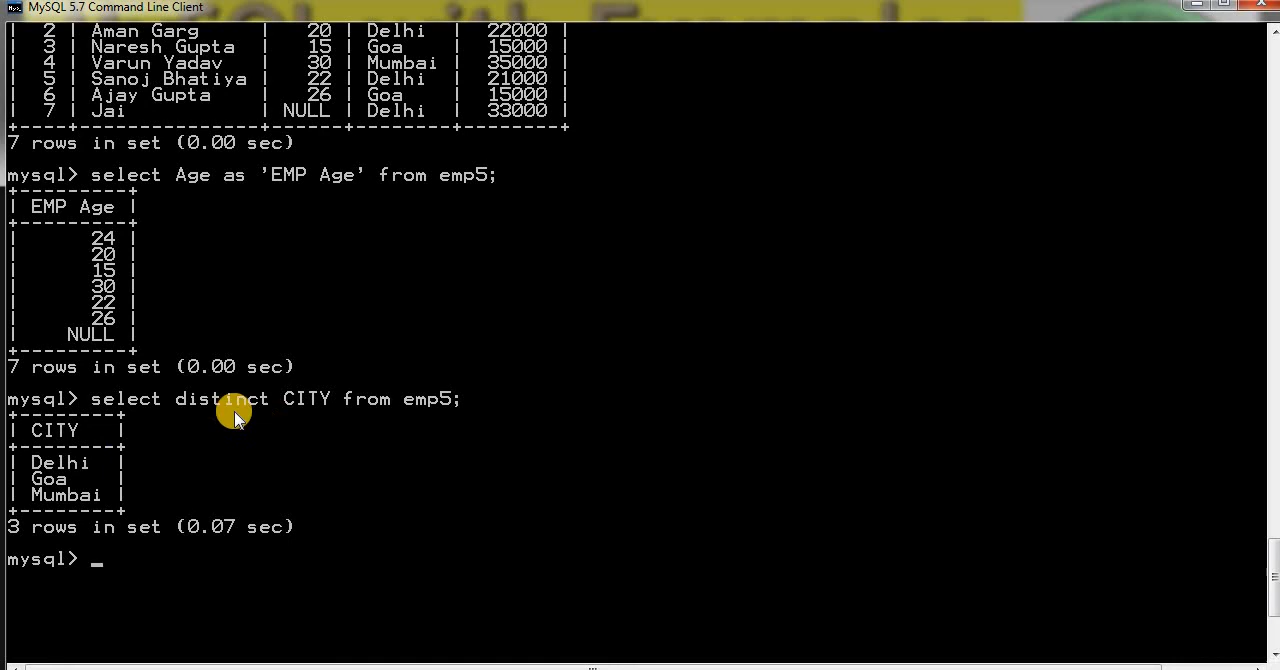 MySQL 5.7 Command Line Client
|  2 | Aman Garg     |   20 | Delhi  |  22000 |
|  3 | Naresh Gupta  |   15 | Goa    |  15000 |
|  4 | Varun Yadav   |   30 | Mumbai |  35000 |
|  5 | Sanoj Bhatiya |   22 | Delhi  |  21000 |
|  6 | Ajay Gupta    |   26 | Goa    |  15000 |
|  7 | Jai           | NULL | Delhi  |  33000 |
+----+---------------+------+--------+--------+
7 rows in set (0.00 sec)
mysql> select Age as 'EMP Age' from emp5;
+---------+
| EMP Age |
+---------+
|      24 |
|      20 |
|      15 |
|      30 |
|      22 |
|      26 |
|    NULL |
+---------+
7 rows in set (0.00 sec)
mysql> select distinct CITY from emp5;
+--------+
| CITY   |
+--------+
| Delhi  |
| Goa    |
| Mumbai |
+--------+
3 rows in set (0.07 sec)
mysql> _